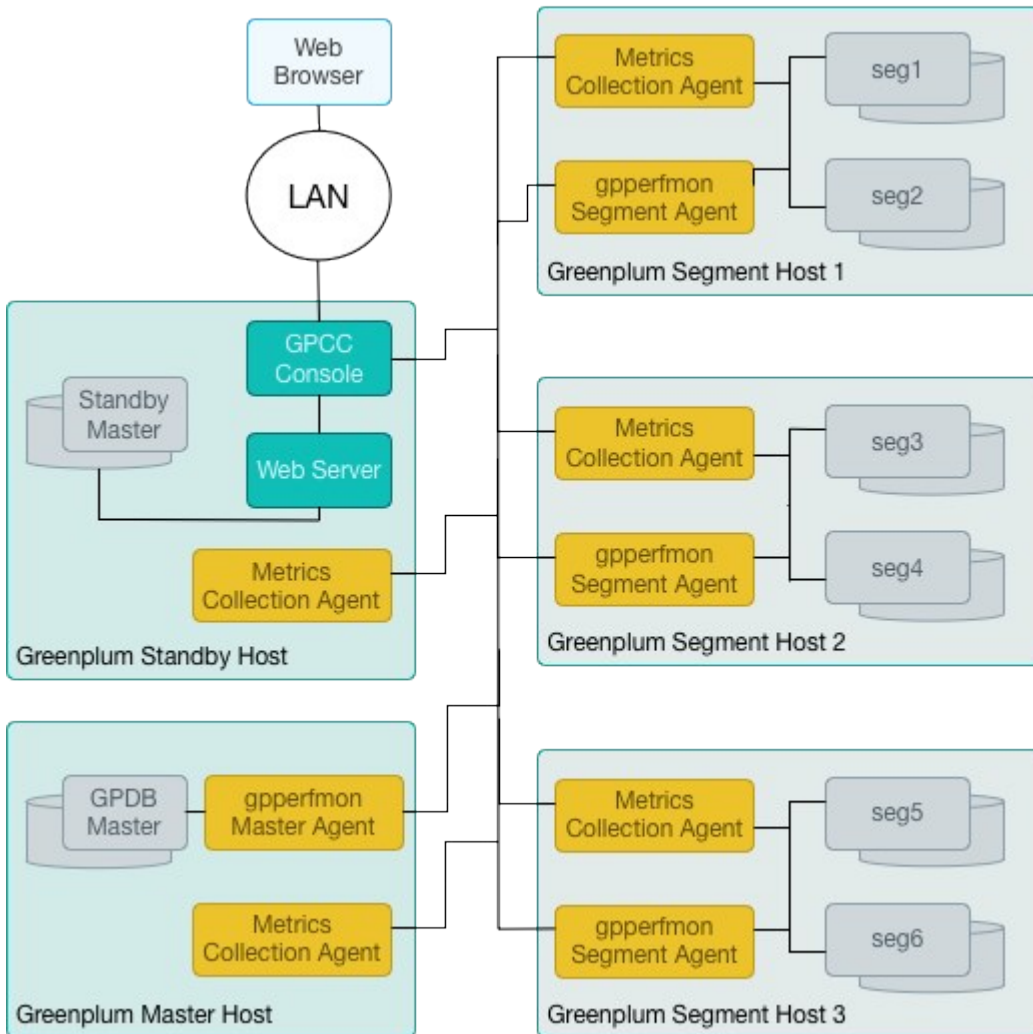 Web
Browser
LAN
GPCC
Console
Standby
Master
Web Server
Metrics
Collection Agent
Greenplum Standby Host
GPDB
Master
gpperfmon
Master Agent
Metrics
Collection Agent
Greenplum Master Host
Metrics
Collection Agent
seg1
gpperfmon
Segment Agent
seg2
Greenplum Segment Host 1
Metrics
Collection Agent
seg3
gpperfmon
Segment Agent
seg4
Greenplum Segment Host 2
Metrics
Collection Agent
seg5
gpperfmon
Segment Agent
seg6
Greenplum Segment Host 3